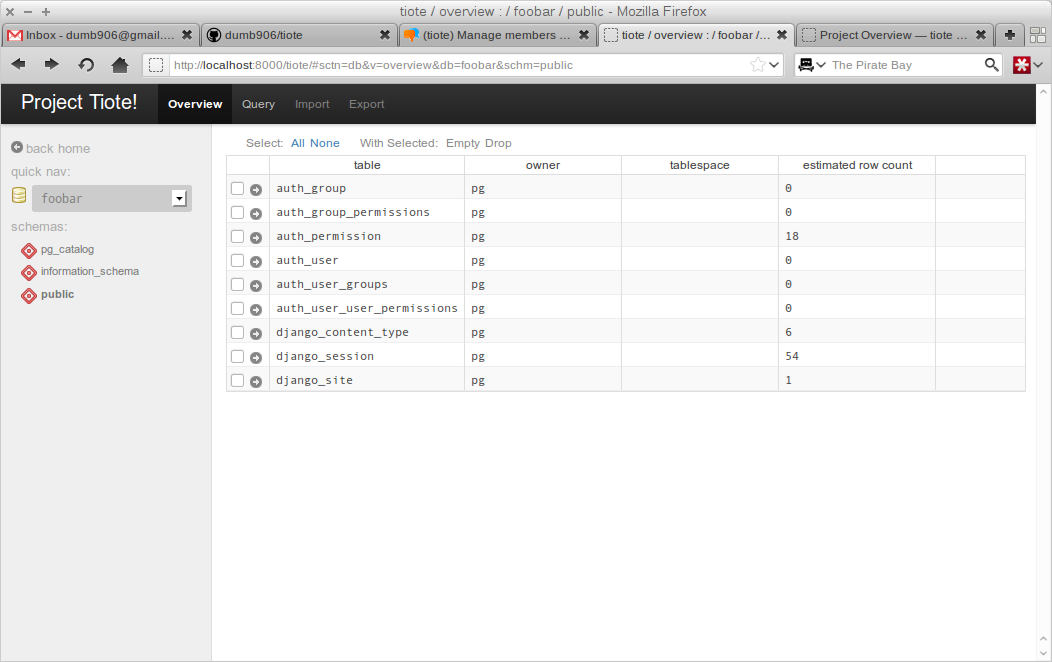 tiote / overview : / foobar / public - Mozilla Firefox
Inbox - dumb906@gmail....
dumb906/tiote
(tiote) Manage members ...
tiote / overview : / foobar /...
Project Overview — tiote ...
http://localhost:8000/tiote/#sctn=db&v=overview&db=foobar&schm=public
The Pirate Bay
Project Tiote! Overview Query Import Export
back home
quick nav:
foobar
schemas:
pg_catalog
information_schema
public
Select: All None With Selected: Empty Drop
table owner tablespace estimated row count
auth_group pg 0
auth_group_permissions pg 0
auth_permission pg 18
auth_user pg 0
auth_user_groups pg 0
auth_user_user_permissions pg 0
django_content_type pg 6
django_session pg 54
django_site pg 1